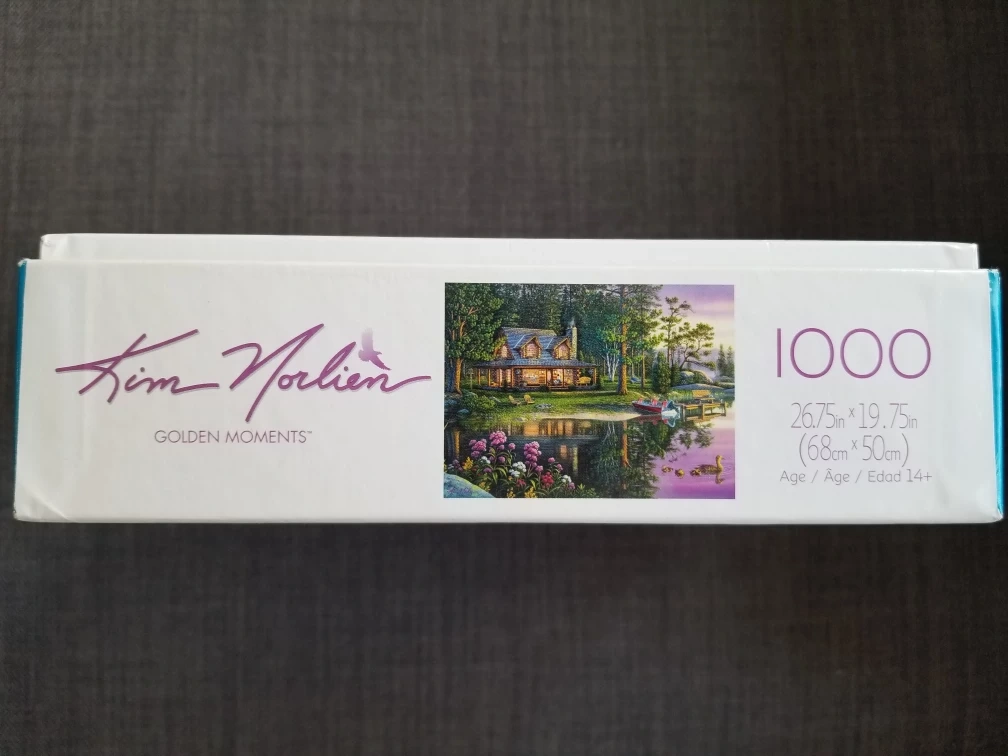 Kim Norlien
GOLDEN MOMENTS™
1000
26.75in x 19.75in
(68cm x 50cm)
Age / Âge / Edad 14+